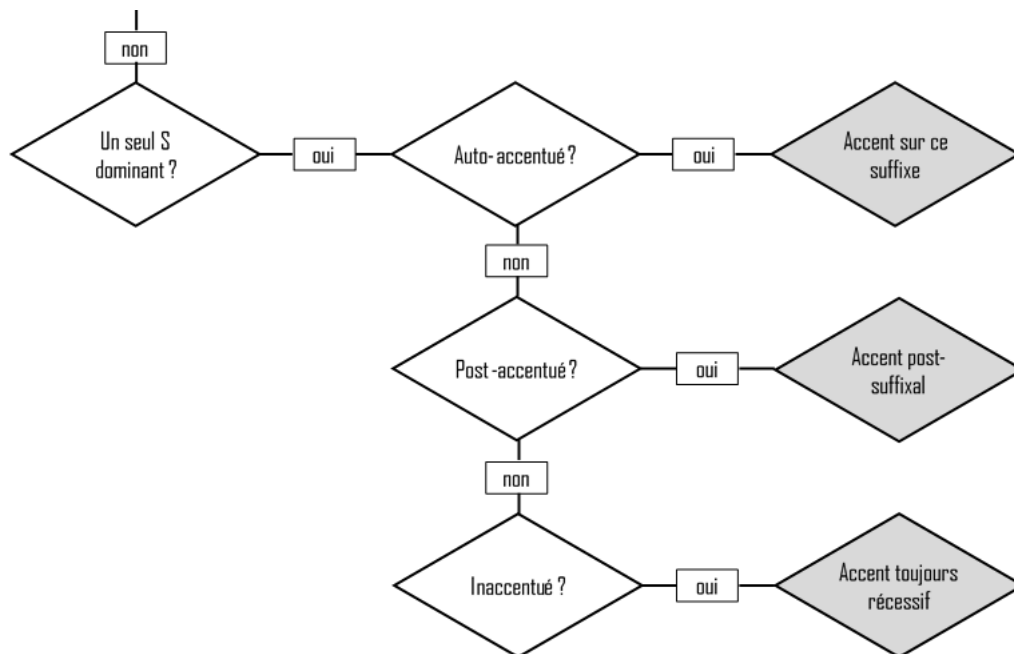 non
Un seul S
dominant ?
oui
Auto-accentué ?
oui
Accent sur ce
suffixe
non
Post-accentué ?
oui
Accent post-
suffixal
non
Inaccentué ?
oui
Accent toujours
récessif